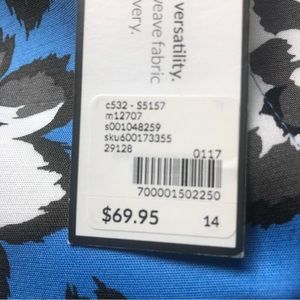 versatility.
weave fabric
very.
c532 - S5157
m12707
s001048259
sku600173355
29128
0117
700001502250
$69.95
14